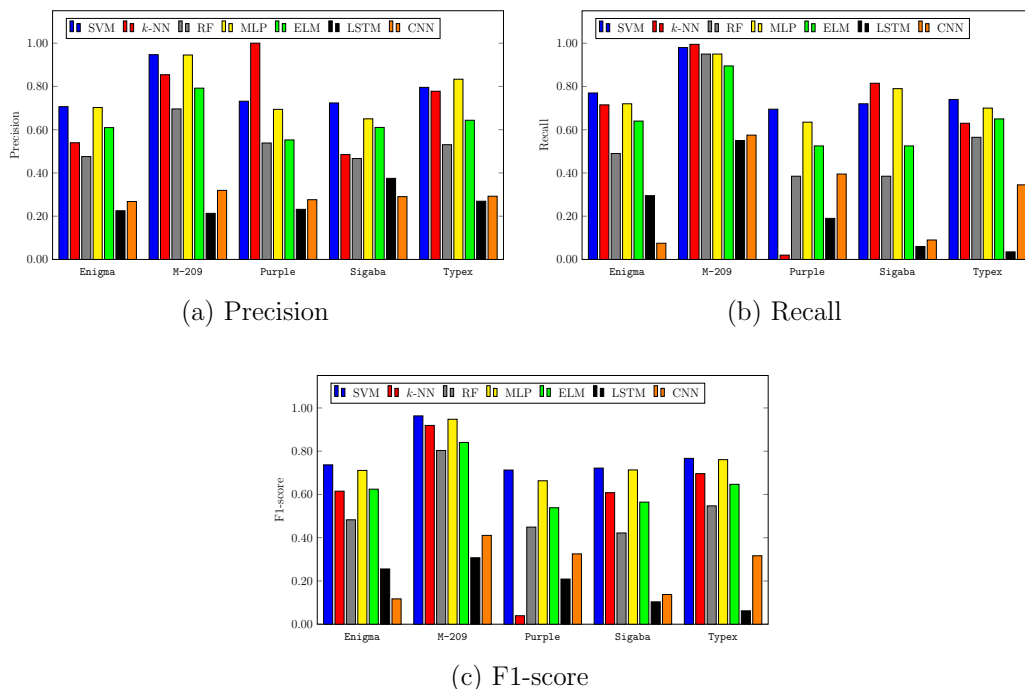 SVM k-NN RF MLP ELM LSTM CNN
1.00
0.80
0.60
0.40
0.20
0.00
Precision
Enigma M-209 Purple Sigaba Typex
(a) Precision
SVM k-NN RF MLP ELM LSTM CNN
1.00
0.80
0.60
0.40
0.20
0.00
Recall
Enigma M-209 Purple Sigaba Typex
(b) Recall
SVM k-NN RF MLP ELM LSTM CNN
1.00
0.80
0.60
0.40
0.20
0.00
F1-score
Enigma M-209 Purple Sigaba Typex
(c) F1-score